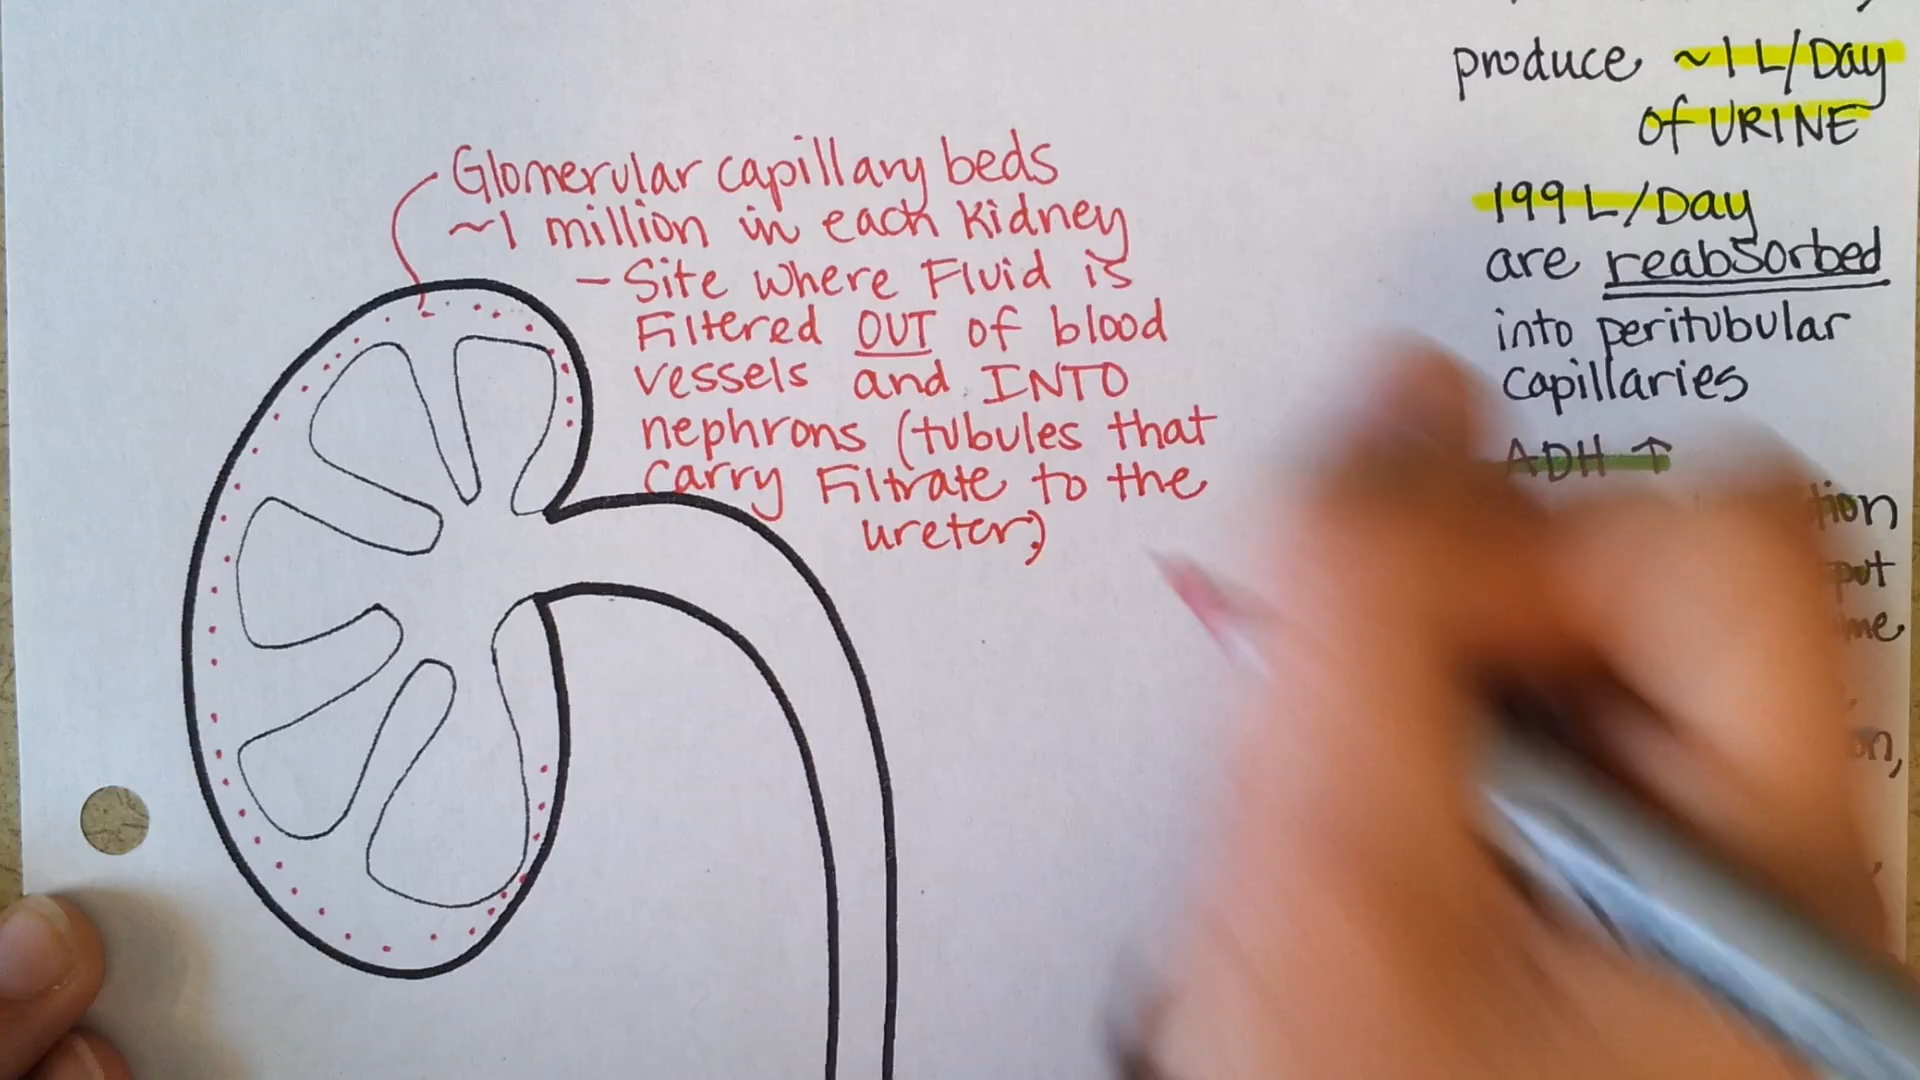 Glomerular capillary beds
~1 million in each kidney
- Site where Fluid is
Filtered OUT of blood
vessels and INTO
nephrons (tubules that
carry Filtrate to the
ureter)
produce ~1 L/Day
of URINE
199 L/Day
are reabsorbed
into peritubular
capillaries
ADH ↑